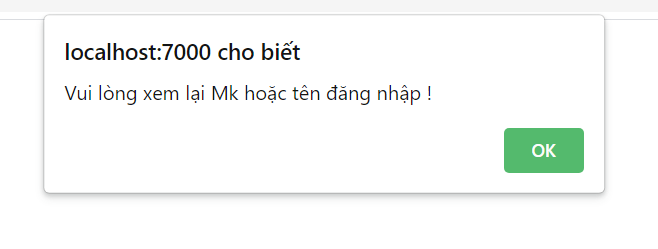 localhost:7000 cho biết
Vui lòng xem lại Mk hoặc tên đăng nhập !
OK